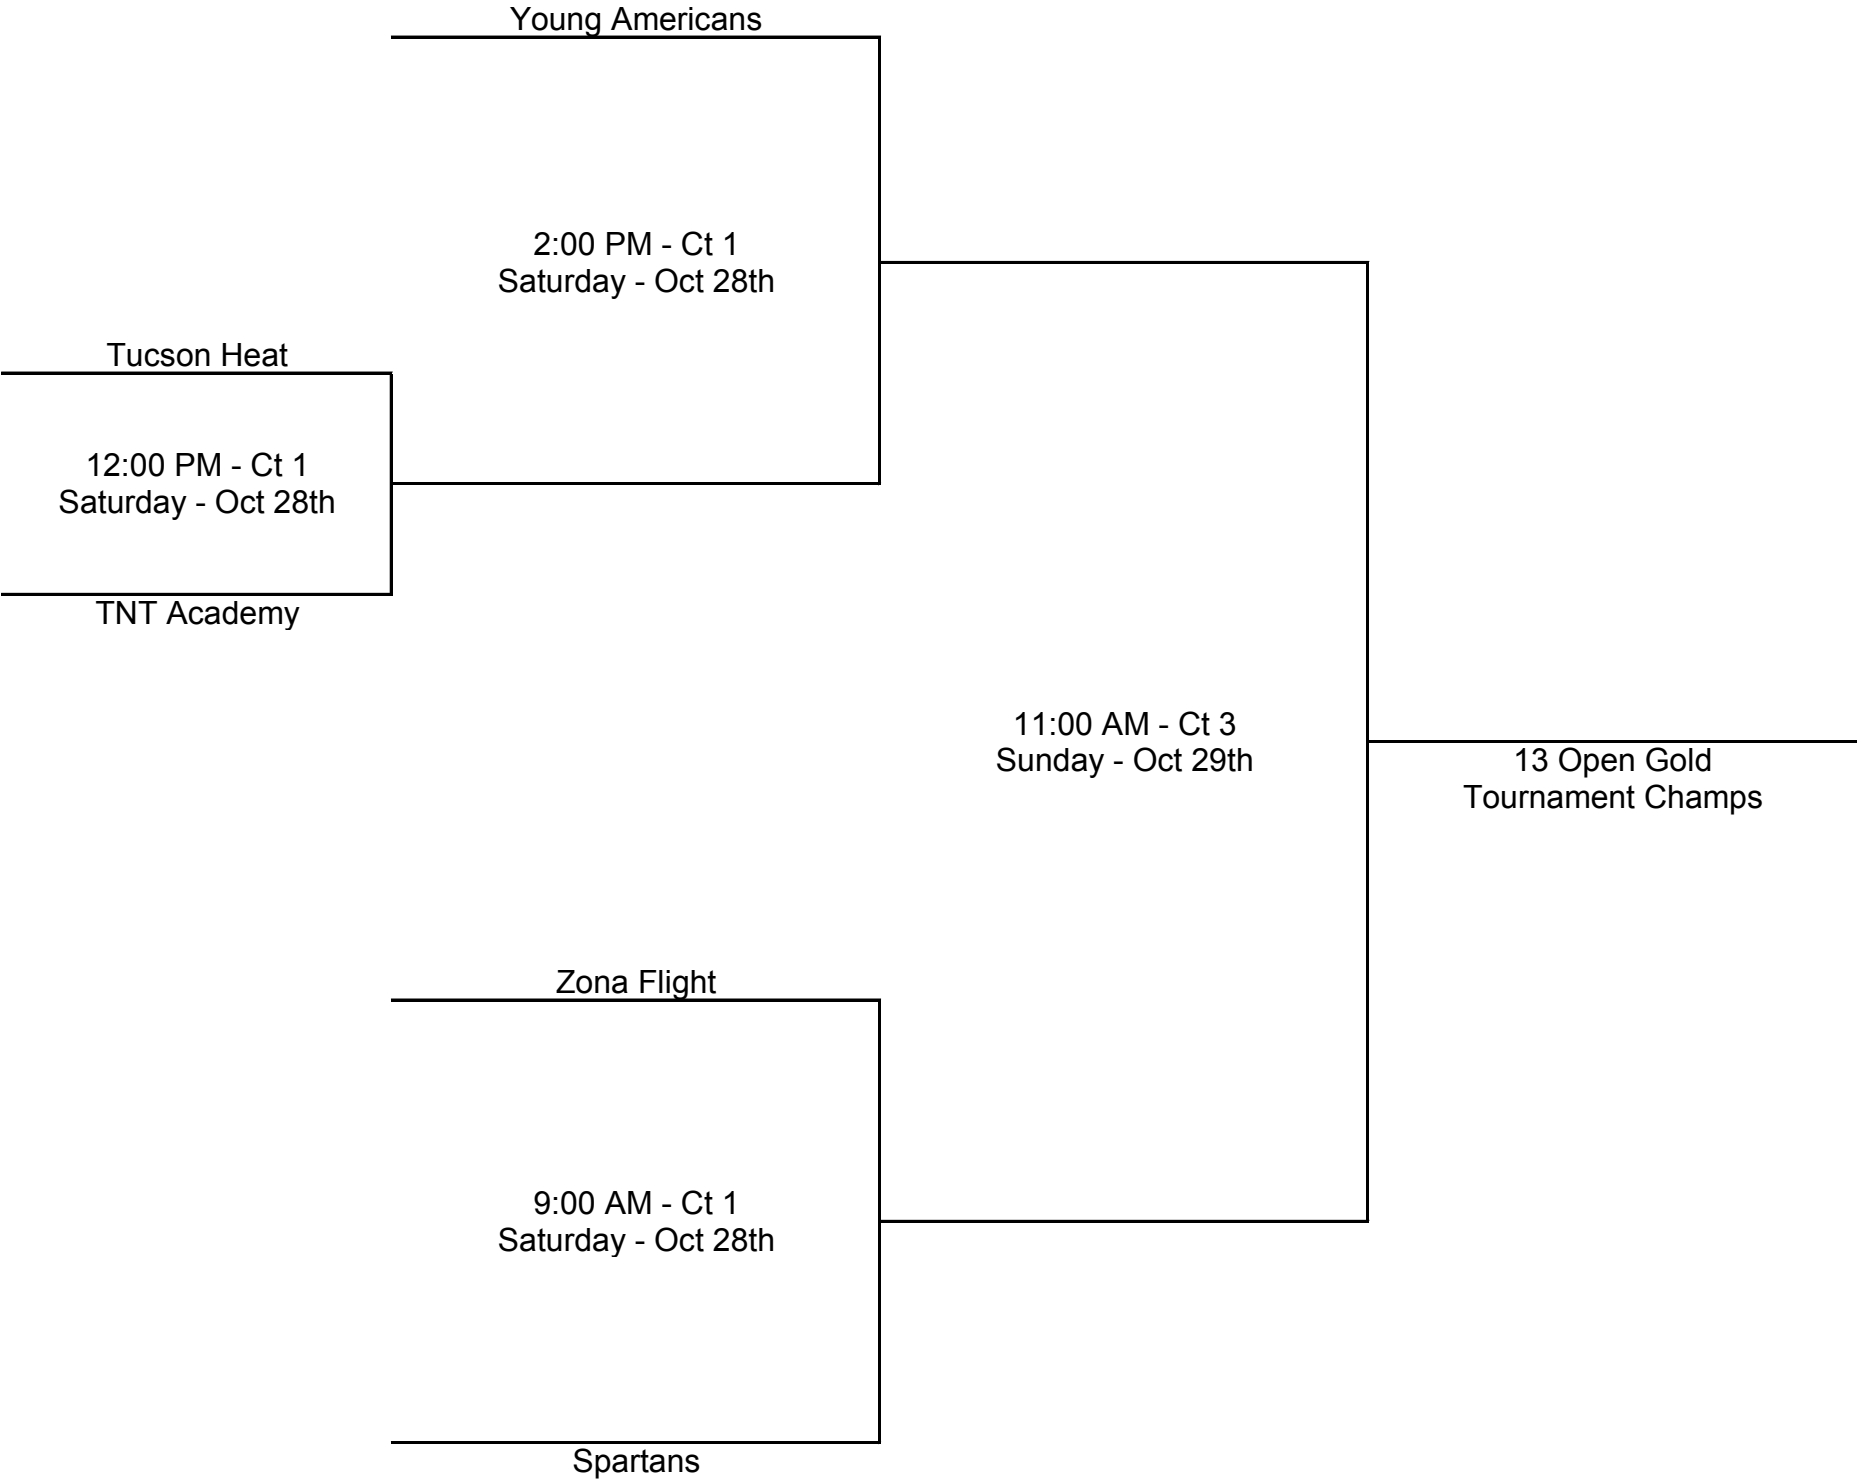 Young Americans
2:00 PM - Ct 1
Saturday - Oct 28th
Tucson Heat
12:00 PM - Ct 1
Saturday - Oct 28th
TNT Academy
11:00 AM - Ct 3
Sunday - Oct 29th
13 Open Gold
Tournament Champs
Zona Flight
9:00 AM - Ct 1
Saturday - Oct 28th
Spartans